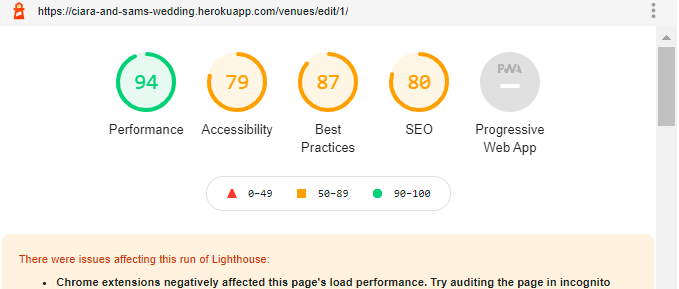 https://ciara-and-sams-wedding.herokuapp.com/venues/edit/1/
94
79
87
80
PWA
Performance
Accessibility
Best
Practices
SEO
Progressive
Web App
0–49
50–89
90–100
There were issues affecting this run of Lighthouse:
• Chrome extensions negatively affected this page's load performance. Try auditing the page in incognito